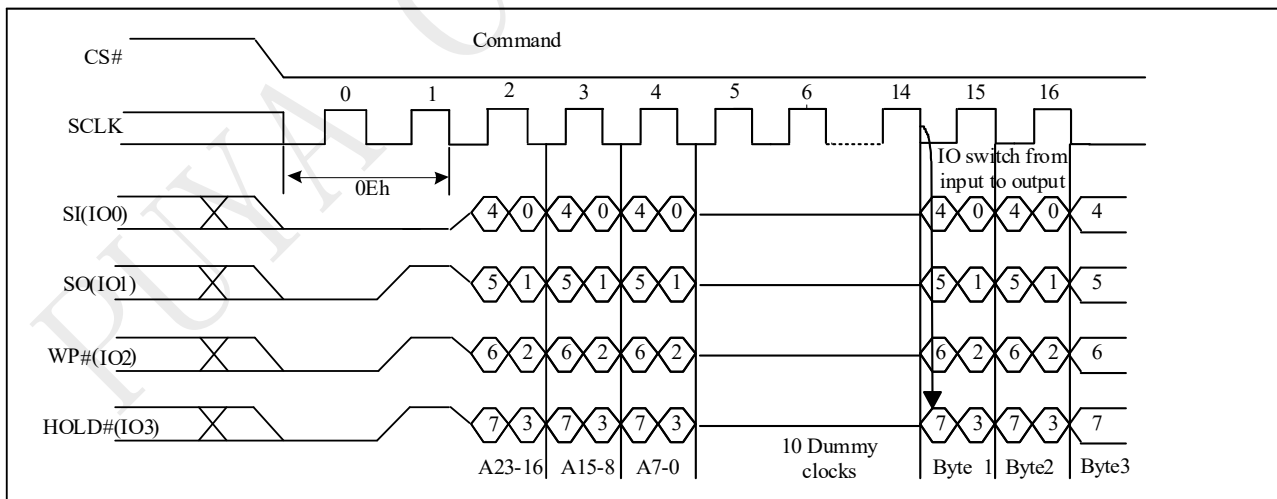 PUYA
Command
CS#
0 1 2 3 4 5 6 14 15 16
SCLK
0Eh
IO switch from
input to output
SI(IO0) 4 0 4 0 4 0 4 0 4 0 4
SO(IO1) 5 1 5 1 5 1 5 1 5 1 5
WP#(IO2) 6 2 6 2 6 2 6 2 6 2 6
HOLD#(IO3) 7 3 7 3 7 3 7 3 7 3 7
10 Dummy
clocks
A23-16 A15-8 A7-0 Byte 1 Byte2 Byte3